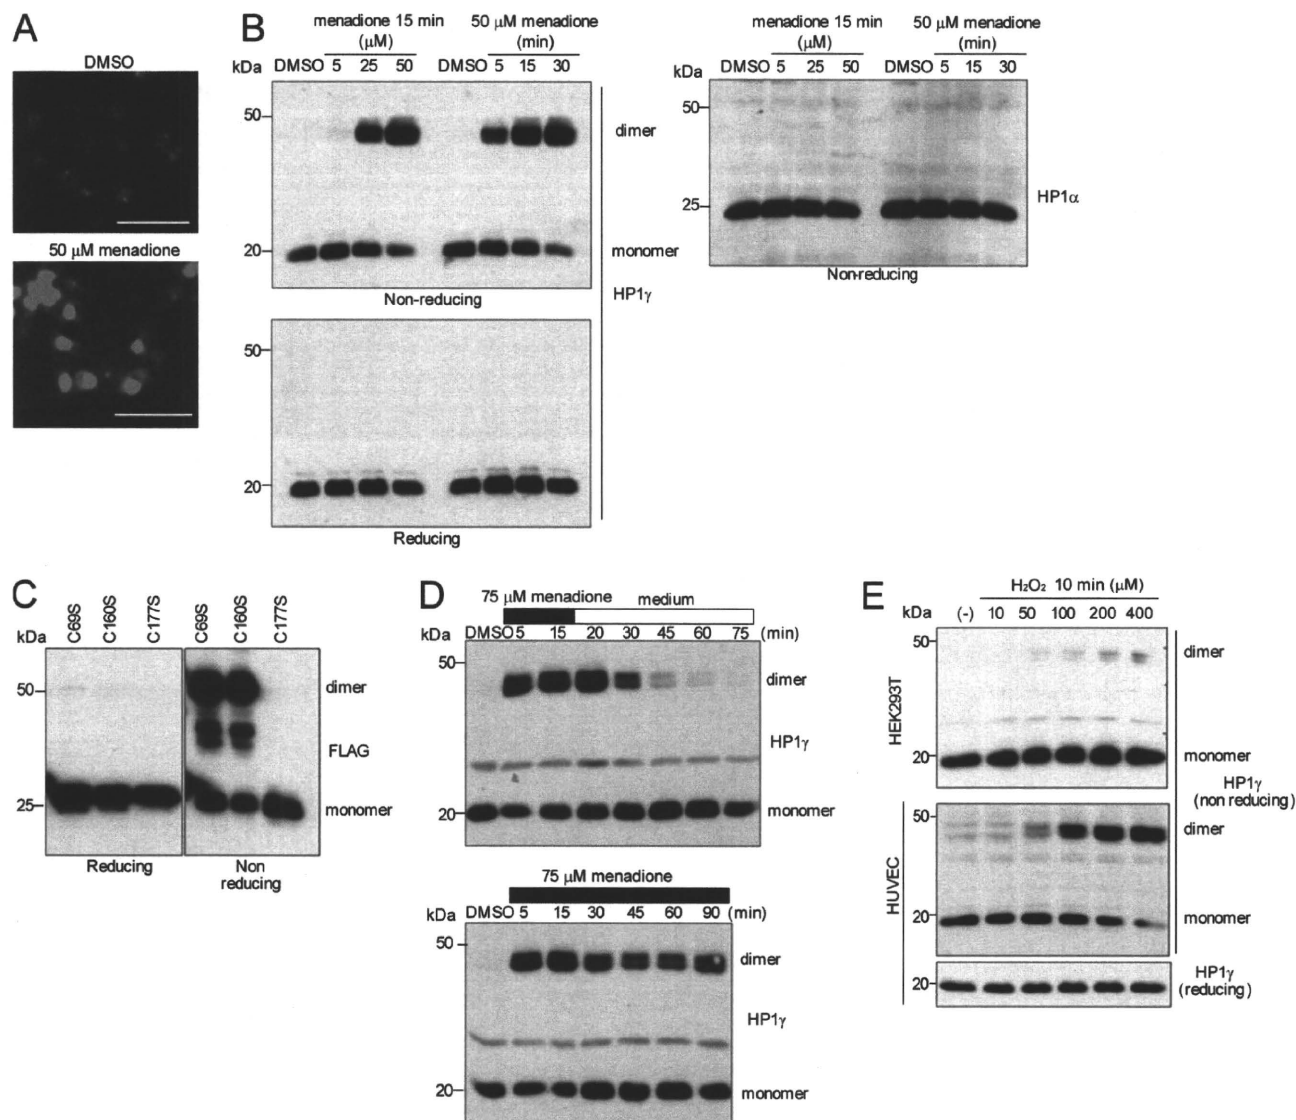 A
DMSO
50 μM menadione
B
menadione 15 min
(μM)
50 μM menadione
(min)
kDa
DMSO 5 25 50 DMSO 5 15 30
50
dimer
20
monomer
Non-reducing
HP1γ
50
20
Reducing
menadione 15 min
(μM)
50 μM menadione
(min)
kDa
DMSO 5 25 50 DMSO 5 15 30
50
25
HP1α
Non-reducing
C
kDa
C69S C160S C177S C69S C160S C177S
50
dimer
FLAG
25
monomer
Reducing
Non
reducing
D
75 μM menadione medium
kDa
DMSO 5 15 20 30 45 60 75 (min)
50
dimer
HP1γ
20
monomer
75 μM menadione
kDa DMSO 5 15 30 45 60 90 (min)
50
dimer
HP1γ
20
monomer
E
H₂O₂ 10 min (μM)
kDa (-) 10 50 100 200 400
50
dimer
HEK293T
20
monomer
HP1γ
(non reducing)
50
dimer
HUVEC
20
monomer
20
HP1γ
(reducing)